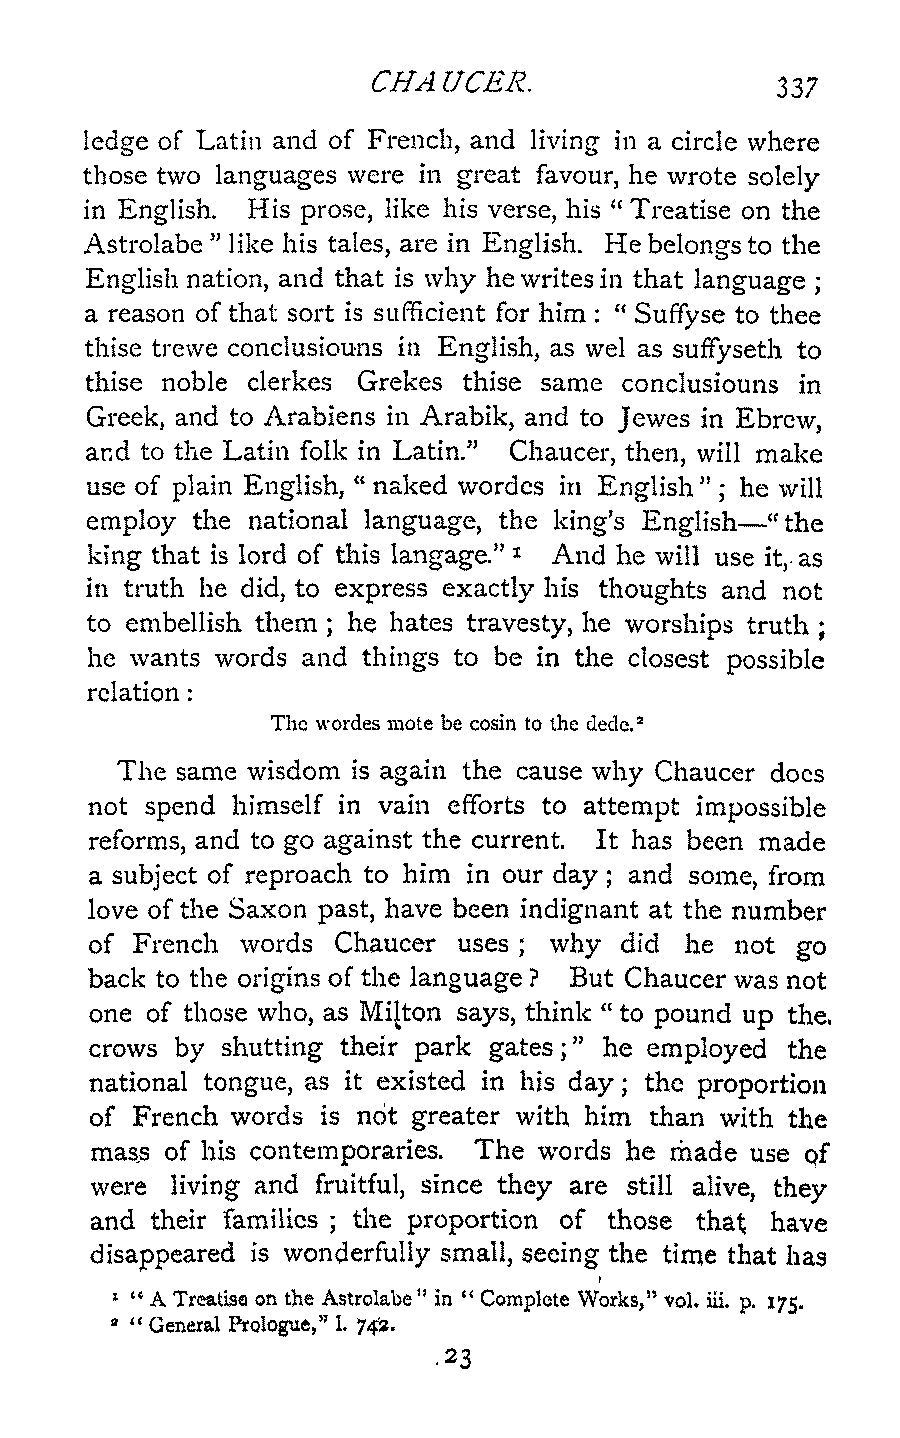 CHAUCER. 337
ledge of Latin and of French, and living in a circle where
those two languages were in great favour, he wrote solely
in English. His prose, like his verse, his " Treatise on the
Astrolabe " like his tales, are in English. He belongs to the
English nation, and that is why he writes in that language ;
a reason of that sort is sufficient for him : " Suffyse to thee
thise trewe conclusiouns in English, as wel as suffyseth to
thise noble clerkes Grekes thise same conclusiouns in
Greek, and to Arabiens in Arabik, and to Jewes in Ebrew,
and to the Latin folk in Latin." Chaucer, then, will make
use of plain English, " naked wordes in English " ; he will
employ the national language, the king's English—" the
king that is lord of this langage." ¹ And he will use it, as
in truth he did, to express exactly his thoughts and not
to embellish them ; he hates travesty, he worships truth ;
he wants words and things to be in the closest possible
relation :
The wordes mote be cosin to the dede.²
The same wisdom is again the cause why Chaucer does
not spend himself in vain efforts to attempt impossible
reforms, and to go against the current. It has been made
a subject of reproach to him in our day ; and some, from
love of the Saxon past, have been indignant at the number
of French words Chaucer uses ; why did he not go
back to the origins of the language ? But Chaucer was not
one of those who, as Milton says, think " to pound up the
crows by shutting their park gates ;" he employed the
national tongue, as it existed in his day ; the proportion
of French words is not greater with him than with the
mass of his contemporaries. The words he made use of
were living and fruitful, since they are still alive, they
and their families ; the proportion of those that have
disappeared is wonderfully small, seeing the time that has
¹ " A Treatise on the Astrolabe " in " Complete Works," vol. iii. p. 175.
² " General Prologue," l. 742.
23